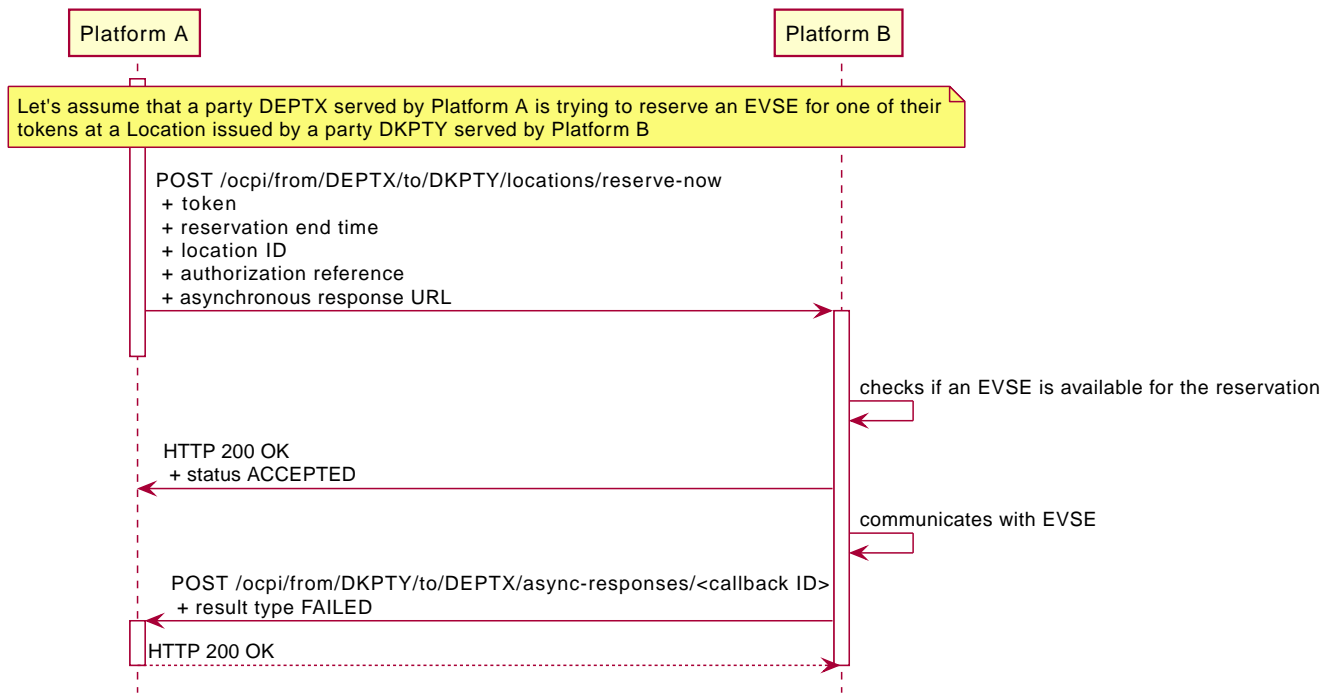 Platform A
Platform B
Let's assume that a party DEPTX served by Platform A is trying to reserve an EVSE for one of their
tokens at a Location issued by a party DKPTY served by Platform B
POST /ocpi/from/DEPTX/to/DKPTY/locations/reserve-now
+ token
+ reservation end time
+ location ID
+ authorization reference
+ asynchronous response URL
checks if an EVSE is available for the reservation
HTTP 200 OK
+ status ACCEPTED
communicates with EVSE
POST /ocpi/from/DKPTY/to/DEPTX/async-responses/<callback ID>
+ result type FAILED
HTTP 200 OK